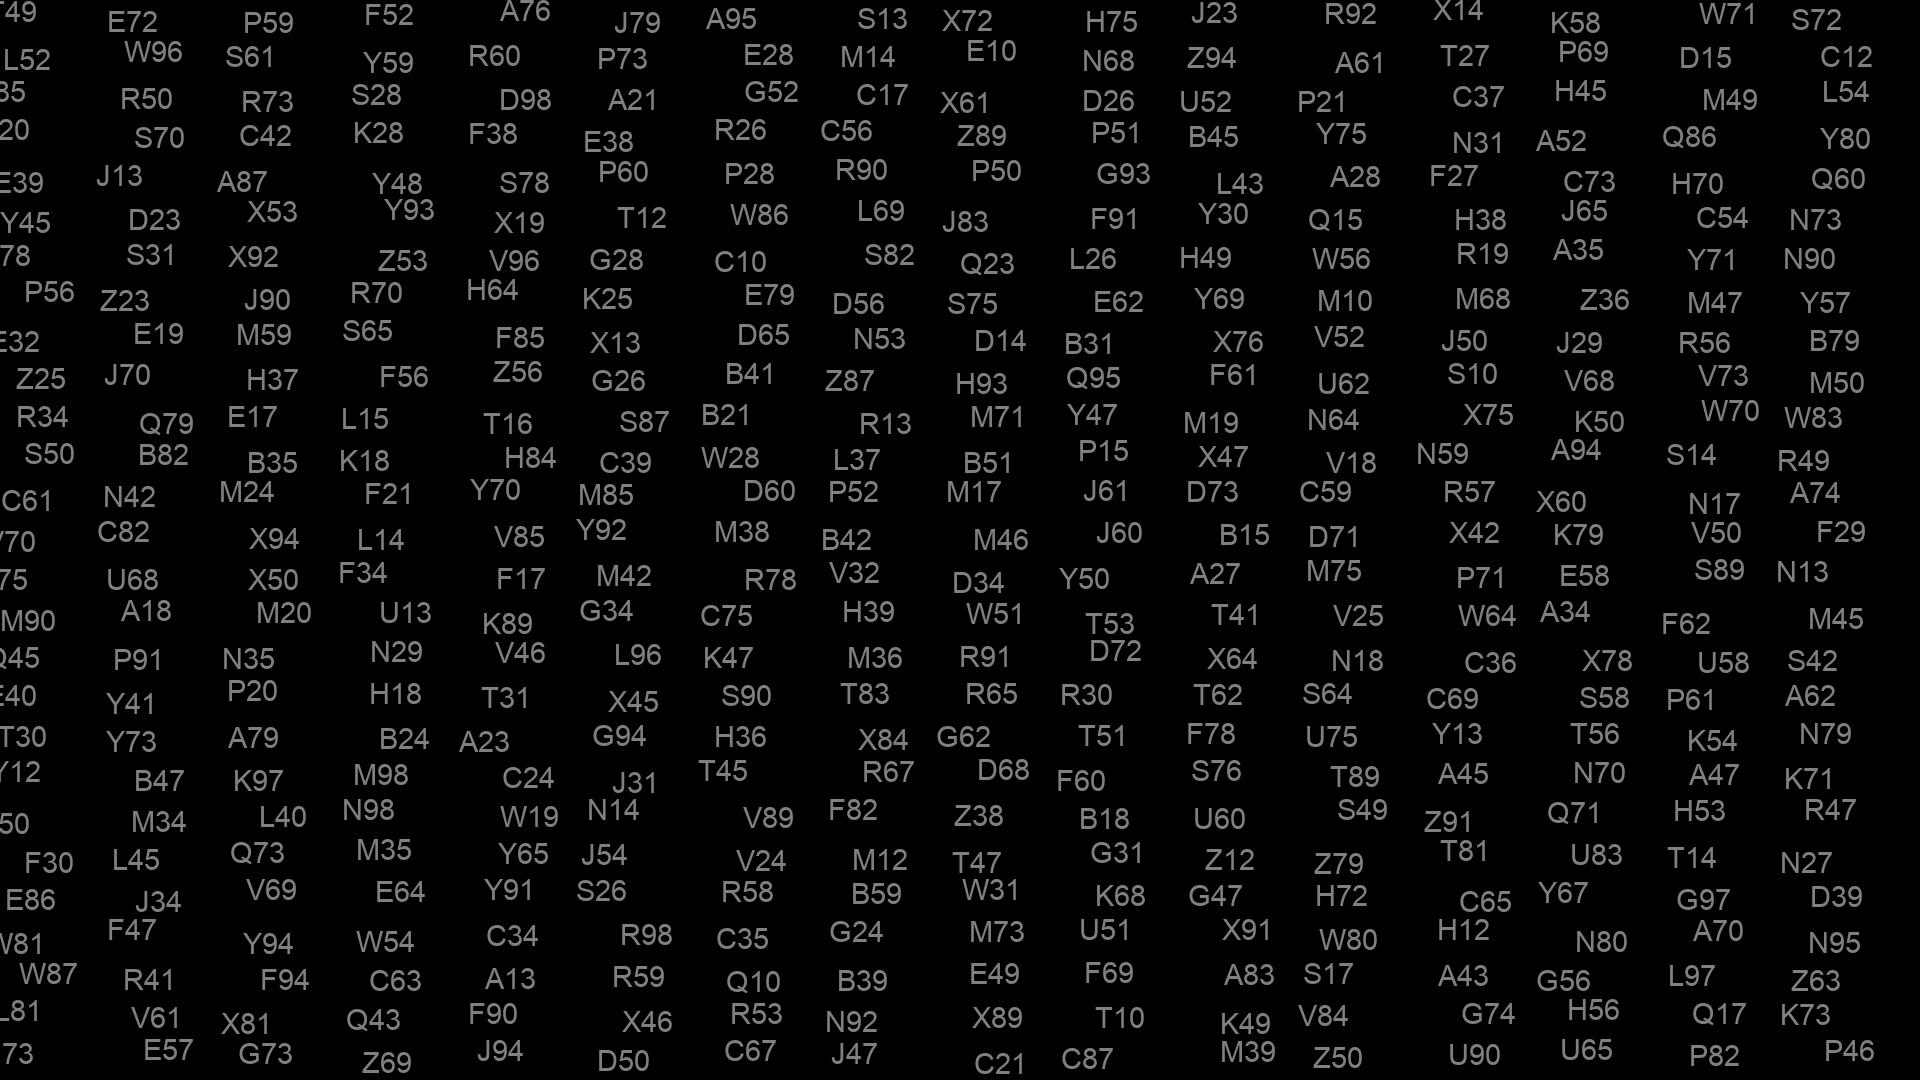 E72 P59 F52 A76 J79 A95 S13 X72 H75 J23 R92 X14 K58 W71 S72
L52 W96 S61 Y59 R60 P73 E28 M14 E10 N68 Z94 A61 T27 P69 D15 C12
R50 R73 S28 D98 A21 G52 C17 X61 D26 U52 P21 C37 H45 M49 L54
S70 C42 K28 F38 E38 R26 C56 Z89 P51 B45 Y75 N31 A52 Q86 Y80
E39 J13 A87 Y48 S78 P60 P28 R90 P50 G93 L43 A28 F27 C73 H70 Q60
Y45 D23 X53 Y93 X19 T12 W86 L69 J83 F91 Y30 Q15 H38 J65 C54 N73
S31 X92 Z53 V96 G28 C10 S82 Q23 L26 H49 W56 R19 A35 Y71 N90
P56 Z23 J90 R70 H64 K25 E79 D56 S75 E62 Y69 M10 M68 Z36 M47 Y57
E32 E19 M59 S65 F85 X13 D65 N53 D14 B31 X76 V52 J50 J29 R56 B79
Z25 J70 H37 F56 Z56 G26 B41 Z87 H93 Q95 F61 U62 S10 V68 V73 M50
R34 Q79 E17 L15 T16 S87 B21 R13 M71 Y47 M19 N64 X75 K50 W70 W83
S50 B82 B35 K18 H84 C39 W28 L37 B51 P15 X47 V18 N59 A94 S14 R49
C61 N42 M24 F21 Y70 M85 D60 P52 M17 J61 D73 C59 R57 X60 N17 A74
C82 X94 L14 V85 Y92 M38 B42 M46 J60 B15 D71 X42 K79 V50 F29
U68 X50 F34 F17 M42 R78 V32 D34 Y50 A27 M75 P71 E58 S89 N13
M90 A18 M20 U13 K89 G34 C75 H39 W51 T53 T41 V25 W64 A34 F62 M45
Q45 P91 N35 N29 V46 L96 K47 M36 R91 D72 X64 N18 C36 X78 U58 S42
E40 Y41 P20 H18 T31 X45 S90 T83 R65 R30 T62 S64 C69 S58 P61 A62
T30 Y73 A79 B24 A23 G94 H36 X84 G62 T51 F78 U75 Y13 T56 K54 N79
Y12 B47 K97 M98 C24 J31 T45 R67 D68 F60 S76 T89 A45 N70 A47 K71
M34 L40 N98 W19 N14 V89 F82 Z38 B18 U60 S49 Z91 Q71 H53 R47
F30 L45 Q73 M35 Y65 J54 V24 M12 T47 G31 Z12 Z79 T81 U83 T14 N27
E86 J34 V69 E64 Y91 S26 R58 B59 W31 K68 G47 H72 C65 Y67 G97 D39
W81 F47 Y94 W54 C34 R98 C35 G24 M73 U51 X91 W80 H12 N80 A70 N95
W87 R41 F94 C63 A13 R59 Q10 B39 E49 F69 A83 S17 A43 G56 L97 Z63
L81 V61 X81 Q43 F90 X46 R53 N92 X89 T10 K49 V84 G74 H56 Q17 K73
E57 G73 Z69 J94 D50 C67 J47 C21 C87 M39 Z50 U90 U65 P82 P46